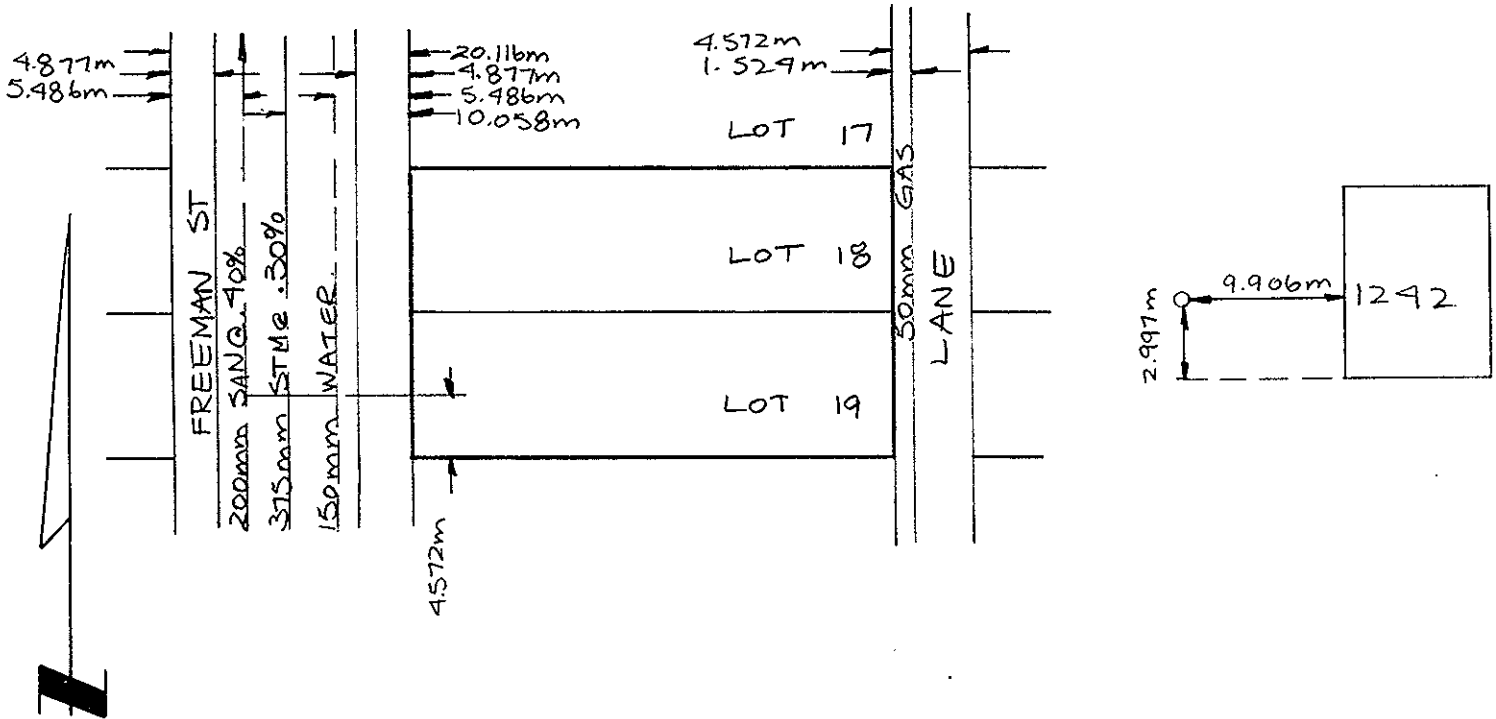 4.877m
5.486m
20.116m
4.877m
5.486m
10.058m
4.572m
1.524m
LOT 17
LOT 18
LOT 19
FREEMAN ST
200mm SAN@.40%
375mm STM@.30%
150mm WATER
50mm GAS
LANE
4.572m
9.906m
2.997m
1242